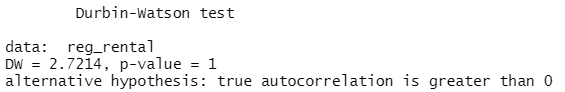 Durbin-Watson test
data:  reg_rental
DW = 2.7214, p-value = 1
alternative hypothesis: true autocorrelation is greater than 0